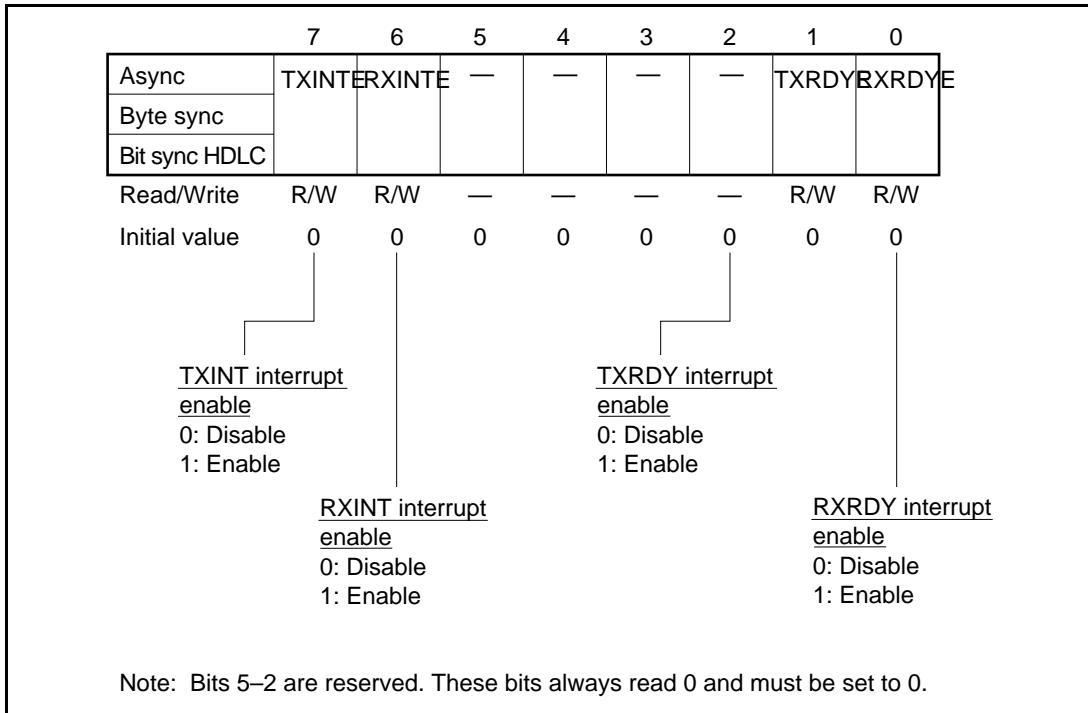 7 6 5 4 3 2 1 0
Async TXINTE RXINTE — — — — TXRDYE RXRDYE
Byte sync
Bit sync HDLC
Read/Write R/W R/W — — — — R/W R/W
Initial value 0 0 0 0 0 0 0 0
TXINT interrupt
enable
0: Disable
1: Enable
TXRDY interrupt
enable
0: Disable
1: Enable
RXINT interrupt
enable
0: Disable
1: Enable
RXRDY interrupt
enable
0: Disable
1: Enable
Note: Bits 5–2 are reserved. These bits always read 0 and must be set to 0.